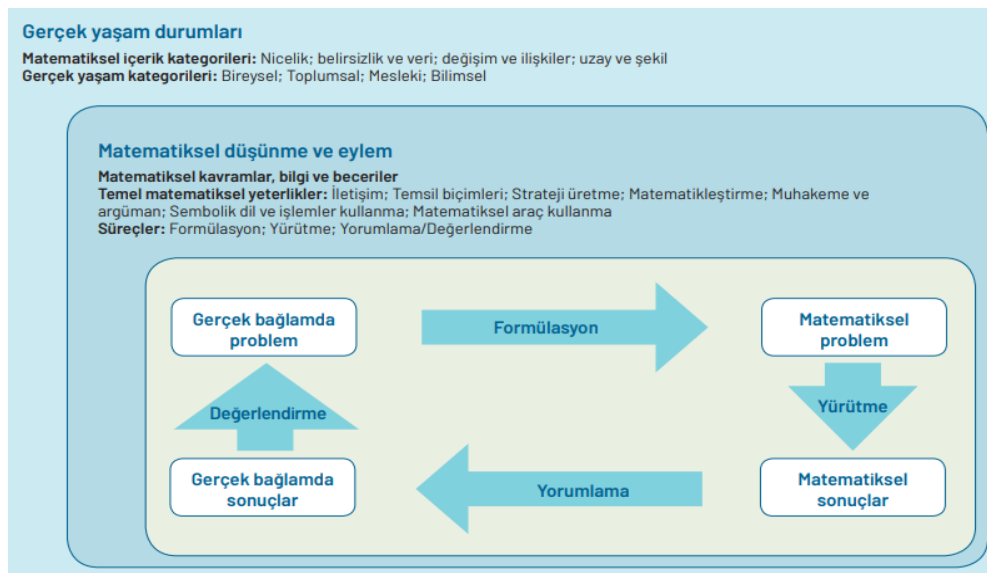 Gerçek yaşam durumları
Matematiksel içerik kategorileri: Nicelik; belirsizlik ve veri; değişim ve ilişkiler; uzay ve şekil
Gerçek yaşam kategorileri: Bireysel; Toplumsal; Mesleki; Bilimsel
Matematiksel düşünme ve eylem
Matematiksel kavramlar, bilgi ve beceriler
Temel matematiksel yeterlikler: İletişim; Temsil biçimleri; Strateji üretme; Matematikleştirme; Muhakeme ve
argüman; Sembolik dil ve işlemler kullanma; Matematiksel araç kullanma
Süreçler: Formülasyon; Yürütme; Yorumlama/Değerlendirme
Gerçek bağlamda
problem
Formülasyon
Matematiksel
problem
Değerlendirme
Yürütme
Gerçek bağlamda
sonuçlar
Yorumlama
Matematiksel
sonuçlar